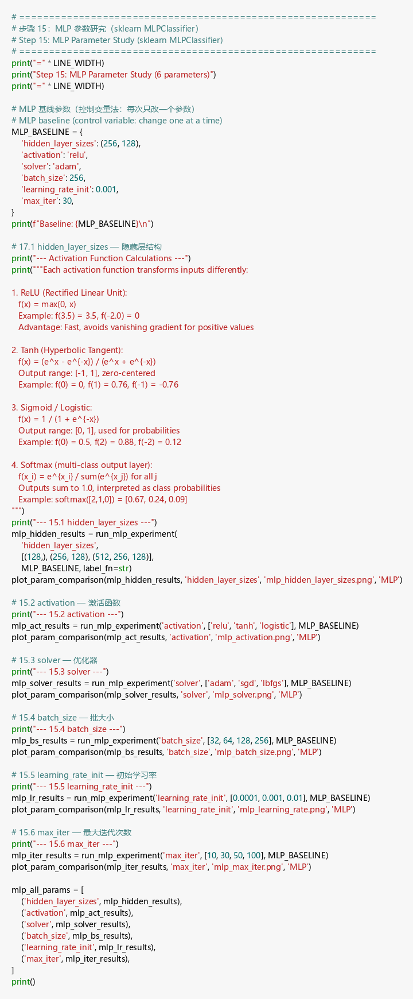 # ============================================================
# 步骤 15：MLP 参数研究（sklearn MLPClassifier）
# Step 15: MLP Parameter Study (sklearn MLPClassifier)
# ============================================================
print("=" * LINE_WIDTH)
print("Step 15: MLP Parameter Study (6 parameters)")
print("=" * LINE_WIDTH)

# MLP 基线参数（控制变量法：每次只改一个参数）
# MLP baseline (control variable: change one at a time)
MLP_BASELINE = {
    'hidden_layer_sizes': (256, 128),
    'activation': 'relu',
    'solver': 'adam',
    'batch_size': 256,
    'learning_rate_init': 0.001,
    'max_iter': 30,
}
print(f"Baseline: {MLP_BASELINE}\n")

# 17.1 hidden_layer_sizes — 隐藏层结构
print("--- Activation Function Calculations ---")
print("""Each activation function transforms inputs differently:

1. ReLU (Rectified Linear Unit):
   f(x) = max(0, x)
   Example: f(3.5) = 3.5, f(-2.0) = 0
   Advantage: Fast, avoids vanishing gradient for positive values

2. Tanh (Hyperbolic Tangent):
   f(x) = (e^x - e^{-x}) / (e^x + e^{-x})
   Output range: [-1, 1], zero-centered
   Example: f(0) = 0, f(1) = 0.76, f(-1) = -0.76

3. Sigmoid / Logistic:
   f(x) = 1 / (1 + e^{-x})
   Output range: [0, 1], used for probabilities
   Example: f(0) = 0.5, f(2) = 0.88, f(-2) = 0.12

4. Softmax (multi-class output layer):
   f(x_i) = e^{x_i} / sum(e^{x_j}) for all j
   Outputs sum to 1.0, interpreted as class probabilities
   Example: softmax([2,1,0]) = [0.67, 0.24, 0.09]
""")
print("--- 15.1 hidden_layer_sizes ---")
mlp_hidden_results = run_mlp_experiment(
    'hidden_layer_sizes',
    [(128,), (256, 128), (512, 256, 128)],
    MLP_BASELINE, label_fn=str)
plot_param_comparison(mlp_hidden_results, 'hidden_layer_sizes', 'mlp_hidden_layer_sizes.png', 'MLP')

# 15.2 activation — 激活函数
print("--- 15.2 activation ---")
mlp_act_results = run_mlp_experiment('activation', ['relu', 'tanh', 'logistic'], MLP_BASELINE)
plot_param_comparison(mlp_act_results, 'activation', 'mlp_activation.png', 'MLP')

# 15.3 solver — 优化器
print("--- 15.3 solver ---")
mlp_solver_results = run_mlp_experiment('solver', ['adam', 'sgd', 'lbfgs'], MLP_BASELINE)
plot_param_comparison(mlp_solver_results, 'solver', 'mlp_solver.png', 'MLP')

# 15.4 batch_size — 批大小
print("--- 15.4 batch_size ---")
mlp_bs_results = run_mlp_experiment('batch_size', [32, 64, 128, 256], MLP_BASELINE)
plot_param_comparison(mlp_bs_results, 'batch_size', 'mlp_batch_size.png', 'MLP')

# 15.5 learning_rate_init — 初始学习率
print("--- 15.5 learning_rate_init ---")
mlp_lr_results = run_mlp_experiment('learning_rate_init', [0.0001, 0.001, 0.01], MLP_BASELINE)
plot_param_comparison(mlp_lr_results, 'learning_rate_init', 'mlp_learning_rate.png', 'MLP')

# 15.6 max_iter — 最大迭代次数
print("--- 15.6 max_iter ---")
mlp_iter_results = run_mlp_experiment('max_iter', [10, 30, 50, 100], MLP_BASELINE)
plot_param_comparison(mlp_iter_results, 'max_iter', 'mlp_max_iter.png', 'MLP')

mlp_all_params = [
    ('hidden_layer_sizes', mlp_hidden_results),
    ('activation', mlp_act_results),
    ('solver', mlp_solver_results),
    ('batch_size', mlp_bs_results),
    ('learning_rate_init', mlp_lr_results),
    ('max_iter', mlp_iter_results),
]
print()